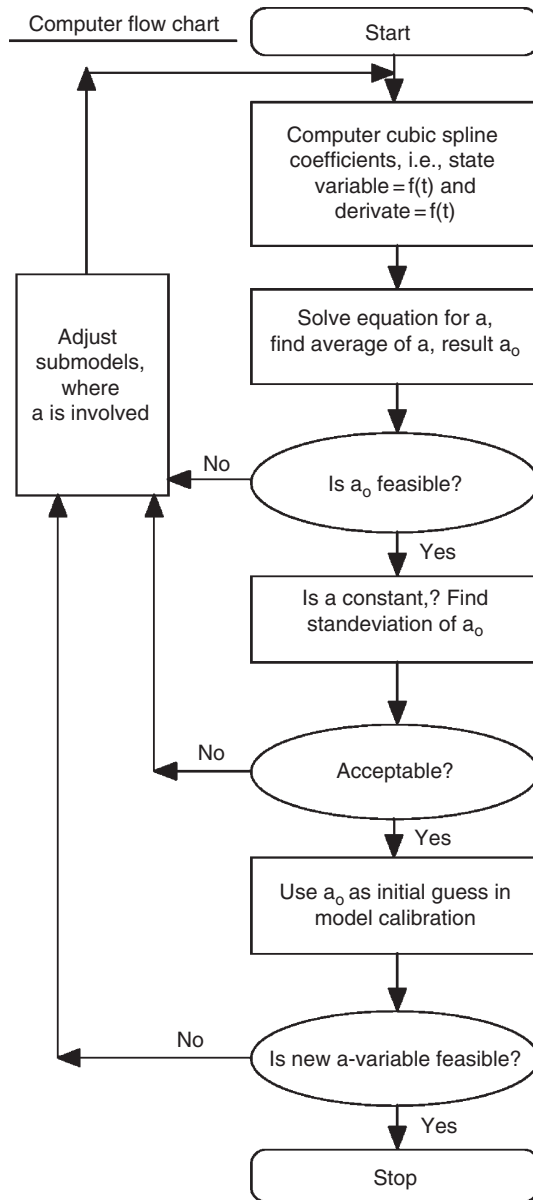 Computer flow chart
Start
Computer cubic spline
coefficients, i.e., state
variable = f(t) and
derivate = f(t)
Solve equation for a,
find average of a, result aₒ
Adjust
submodels,
where
a is involved
No
Is aₒ feasible?
Yes
Is a constant,? Find
standeviation of aₒ
No
Acceptable?
Yes
Use aₒ as initial guess in
model calibration
No
Is new a-variable feasible?
Yes
Stop